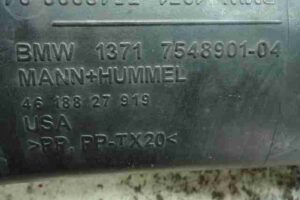 BMW 1371 7548901-04
MANN+HUMMEL
46 188 27 919
USA
>PP, PP-TX20<